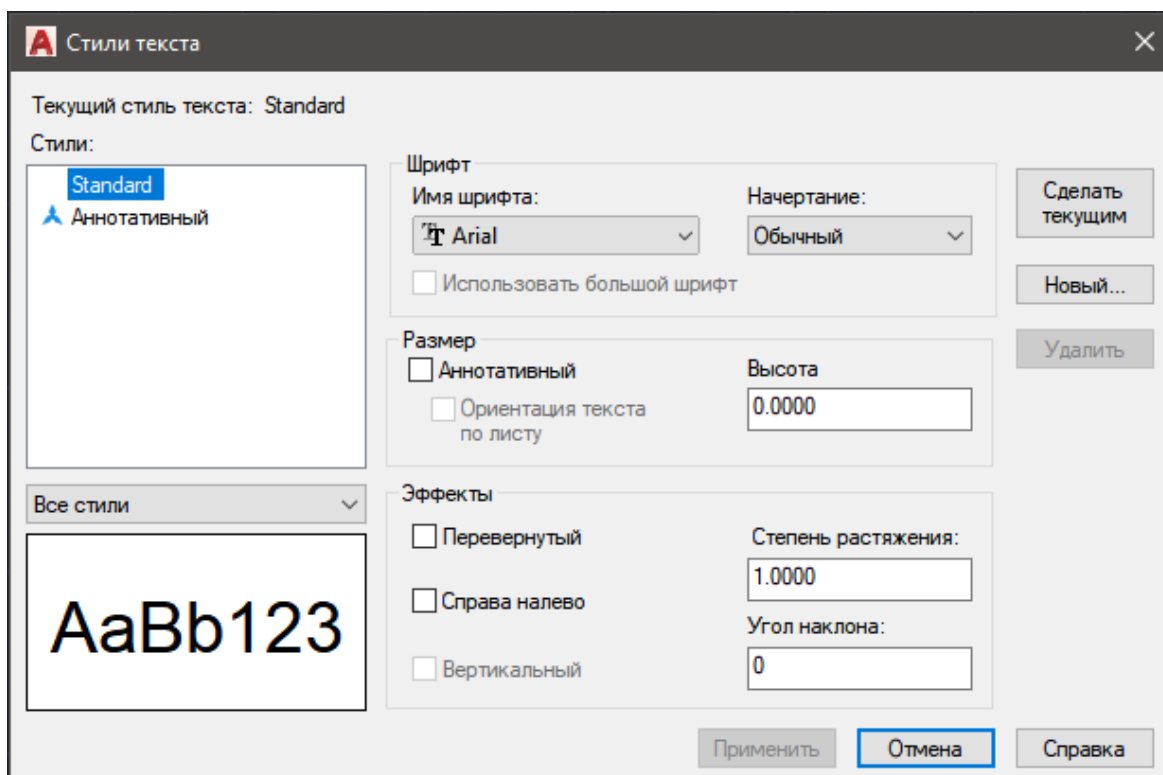 Стили текста
Текущий стиль текста: Standard
Стили:
Standard
Аннотативный
Все стили
AaBb123
Шрифт
Имя шрифта:
Arial
Начертание:
Обычный
Использовать большой шрифт
Размер
Аннотативный
Ориентация текста
по листу
Высота
0.0000
Эффекты
Перевернутый
Справа налево
Вертикальный
Степень растяжения:
1.0000
Угол наклона:
0
Сделать
текущим
Новый...
Удалить
Применить
Отмена
Справка